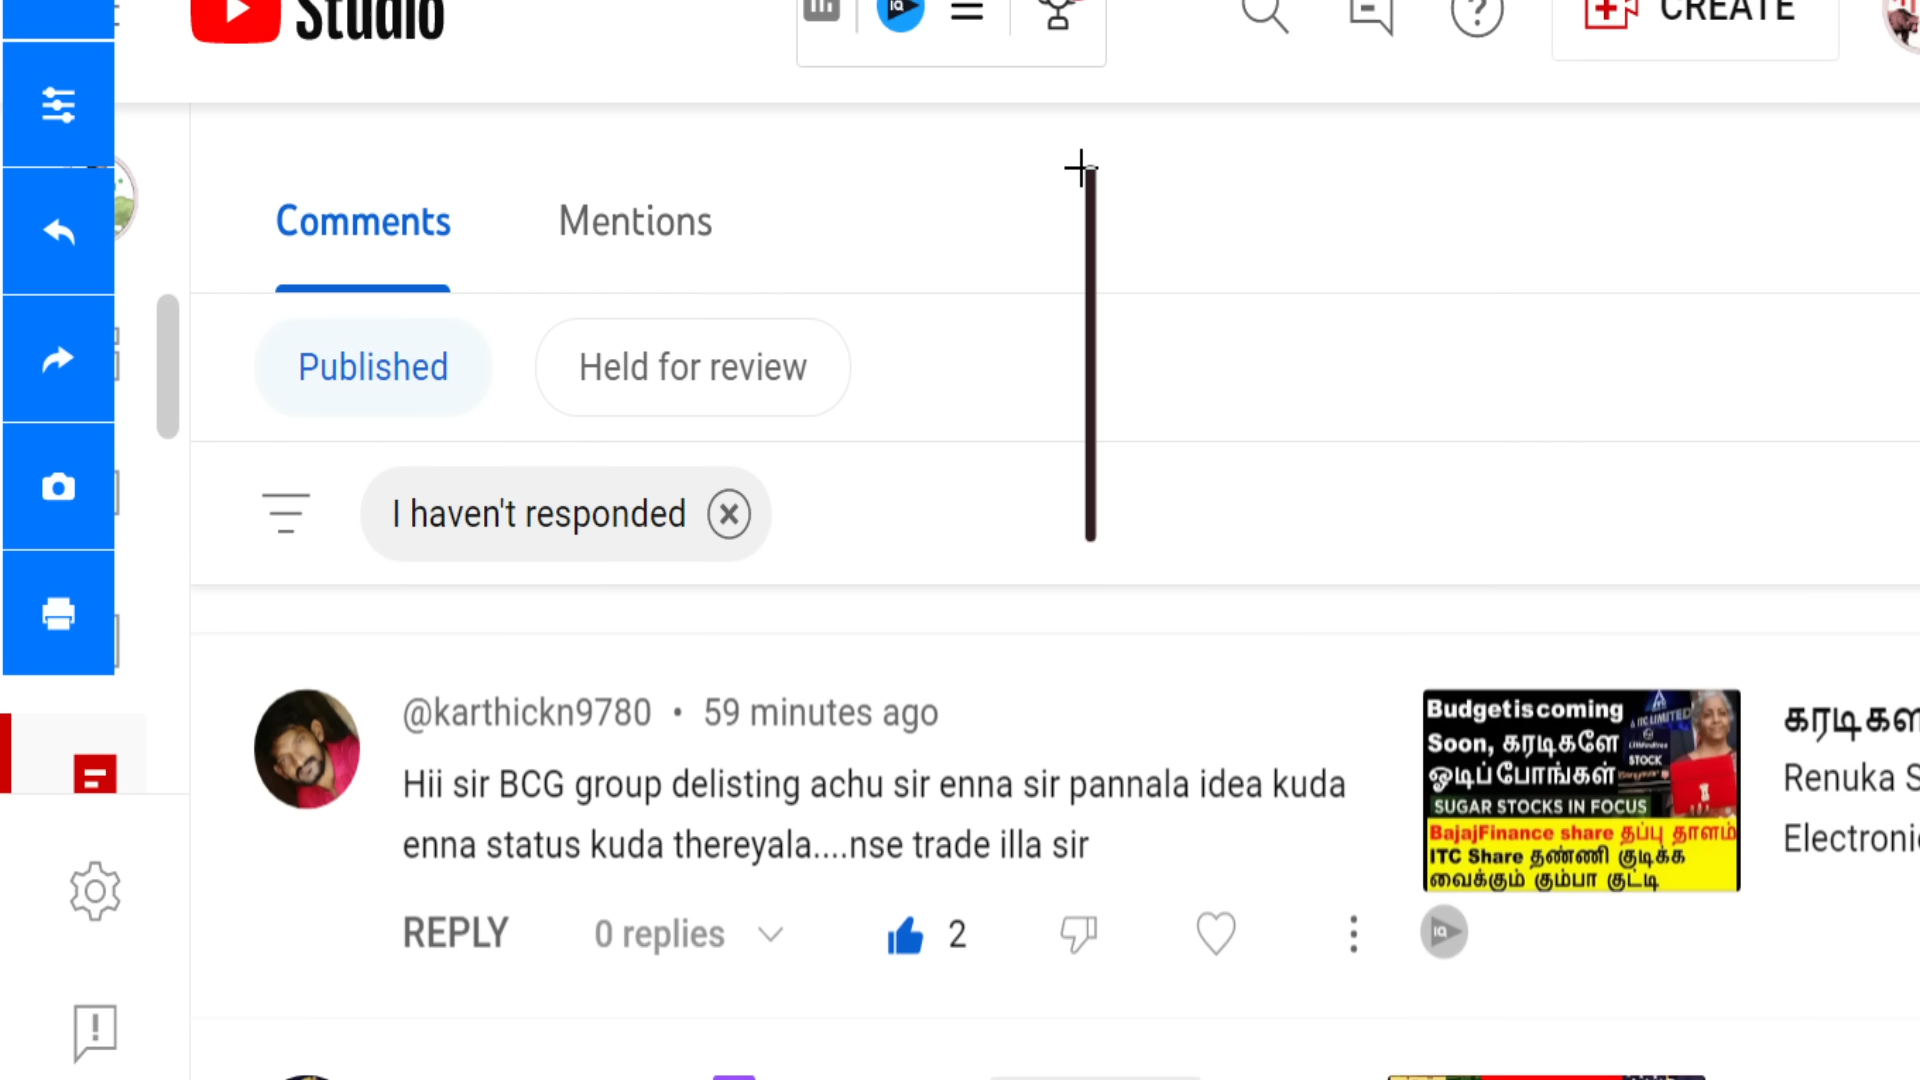 Studio
CREATE
Comments
Mentions
Published
Held for review
I haven't responded
@karthickn9780 • 59 minutes ago
Hii sir BCG group delisting achu sir enna sir pannala idea kuda
enna status kuda thereyala....nse trade illa sir
REPLY
0 replies
2
Budget is coming
Soon, கரடிகளே
ஓடிப் போங்கள்
ITC LIMITED
LTIMindtree
STOCK
SUGAR STOCKS IN FOCUS
BajajFinance share தப்பு தாளம்
ITC Share தண்ணி குடிக்க
வைக்கும் கும்பா குட்டி
Renuka S
Electroni
iQ
iQ